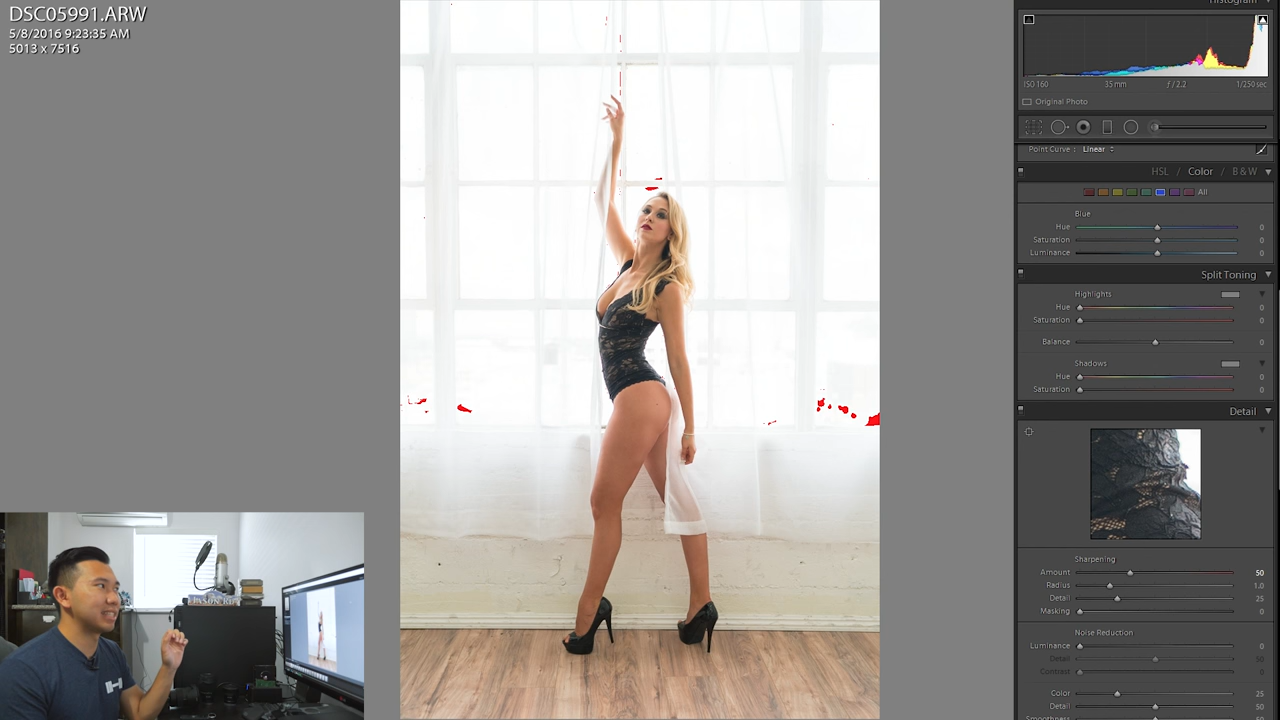 DSC05991.ARW
5/8/2016 9:23:35 AM
5013 x 7516
Histogram
ISO 160 35 mm ƒ / 2.2 1/250 sec
Original Photo
Point Curve : Linear
HSL / Color / B & W
All
Blue
Hue 0
Saturation 0
Luminance 0
Split Toning
Highlights
Hue 0
Saturation 0
Balance 0
Shadows
Hue 0
Saturation 0
Detail
Sharpening
Amount 50
Radius 1.0
Detail 25
Masking 0
Noise Reduction
Luminance 0
Detail 50
Contrast 0
Color 25
Detail 50
Smoothness